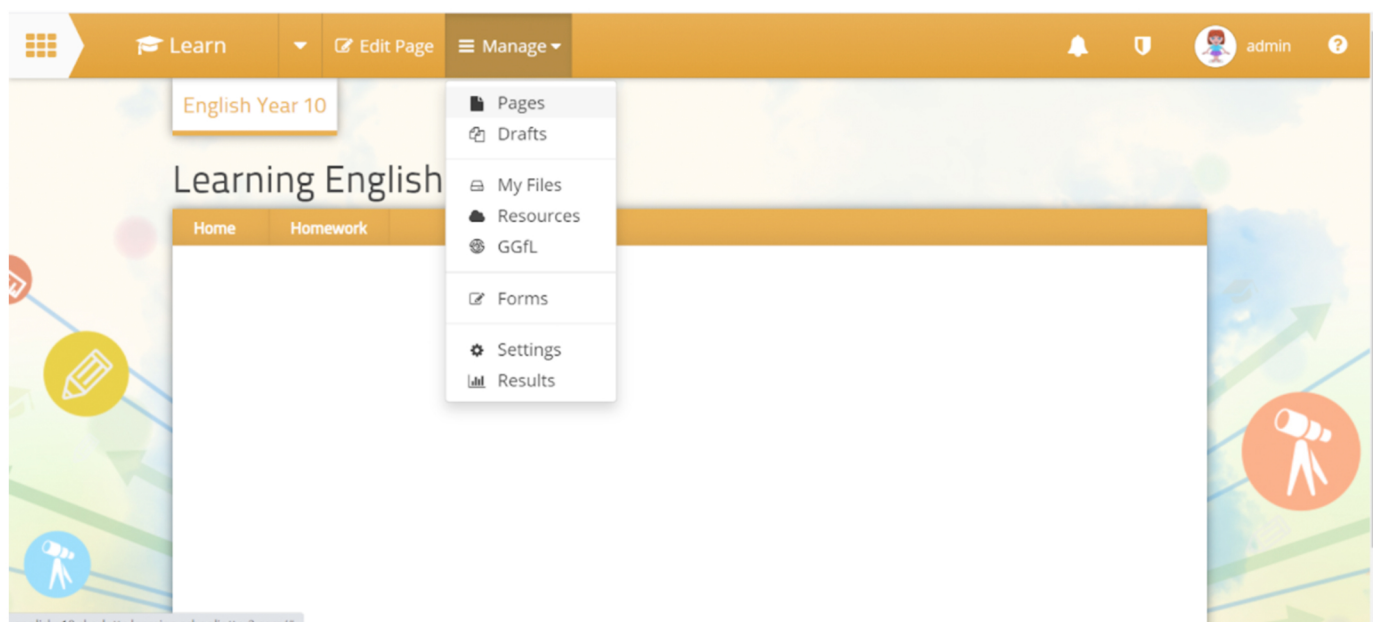 Learn
Edit Page
Manage
admin
English Year 10
Pages
Drafts
My Files
Resources
GGfL
Forms
Settings
Results
Learning English
Home
Homework